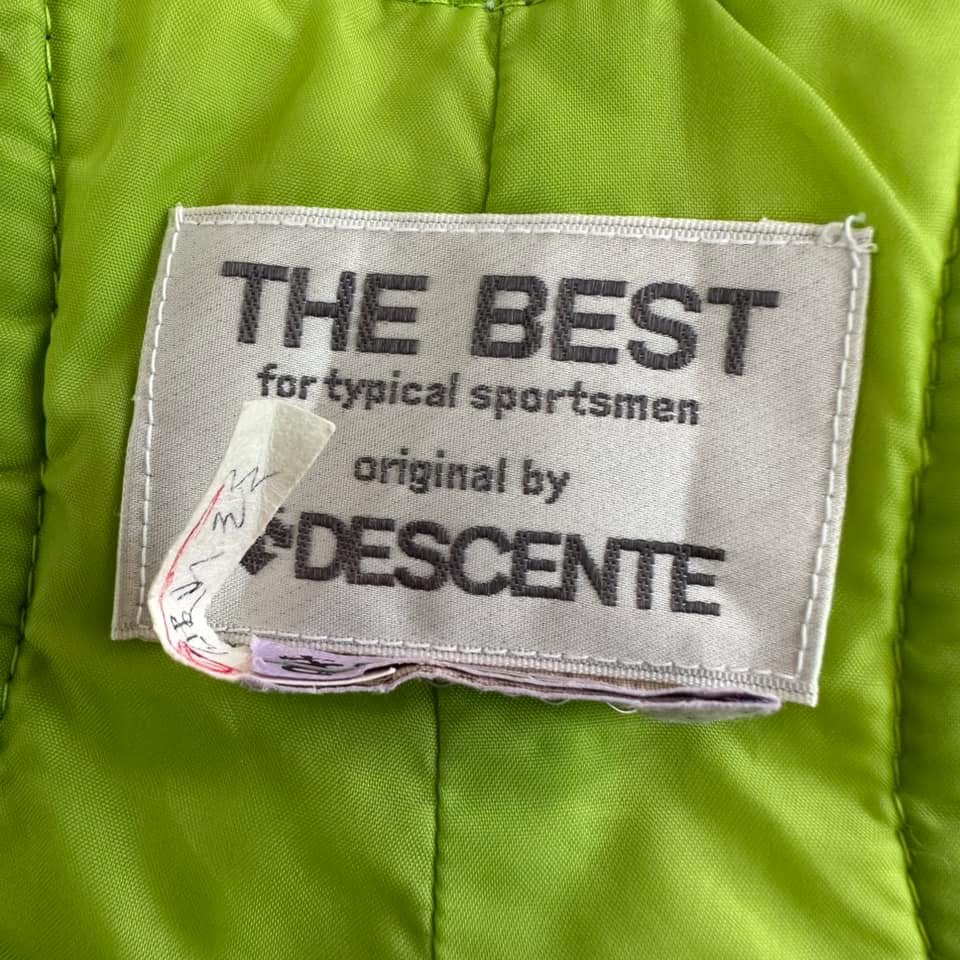 THE BEST
for typical sportsmen
original by
DESCENTE